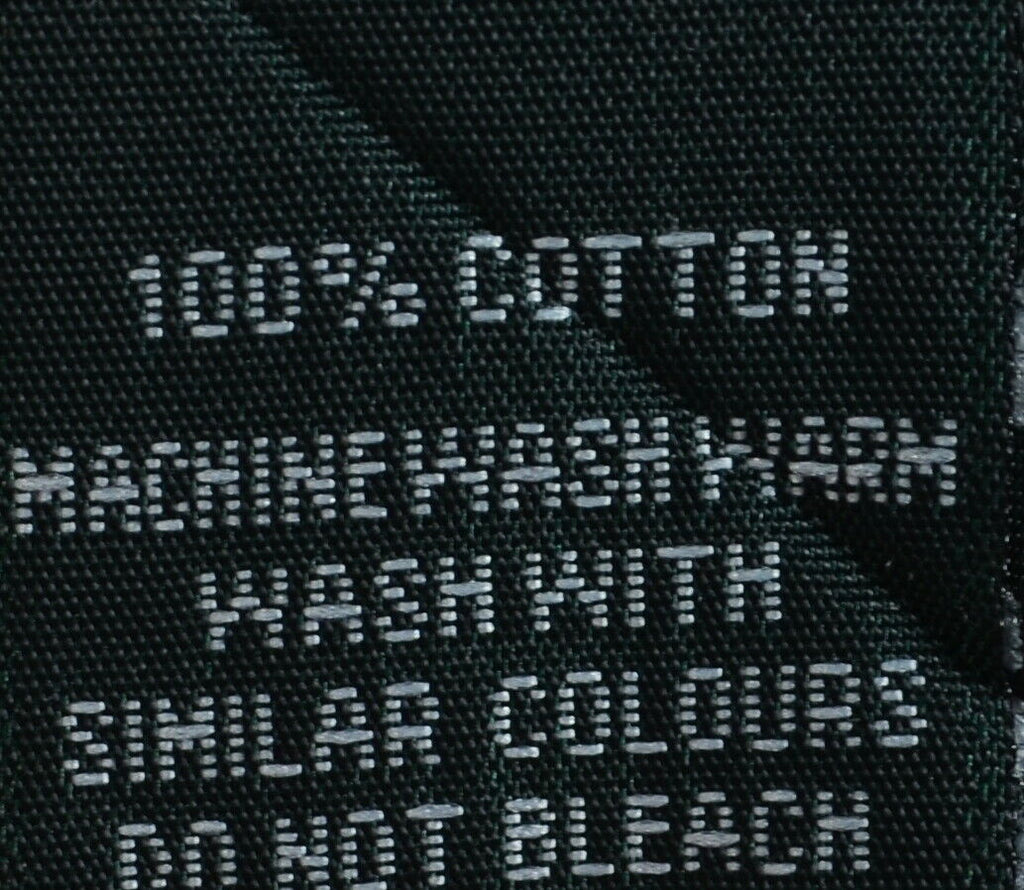 100% COTTON
MACHINE WASH WARM
WASH WITH
SIMILAR COLOURS
DO NOT BLEACH